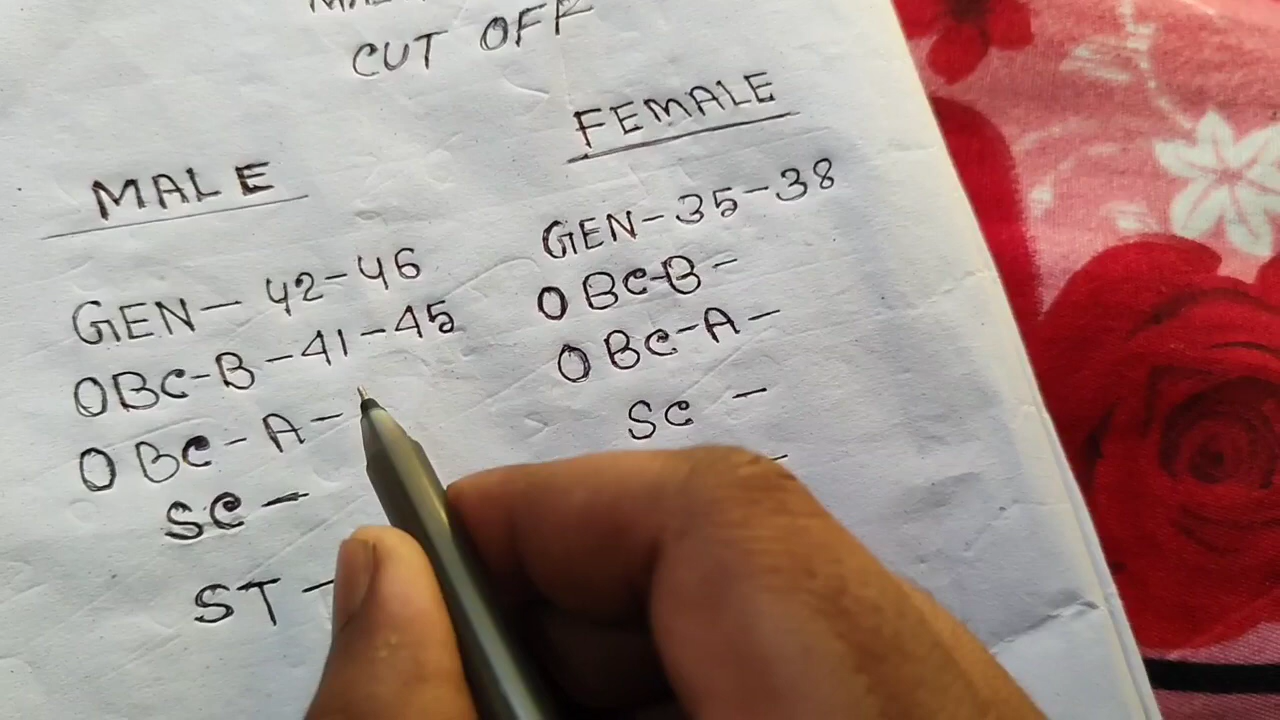 CUT OFF
MALE
GEN- 42-46
OBC-B-41-45
OBC-A-
SC-
ST-
FEMALE
GEN-35-38
OBC-B-
OBC-A-
SC-